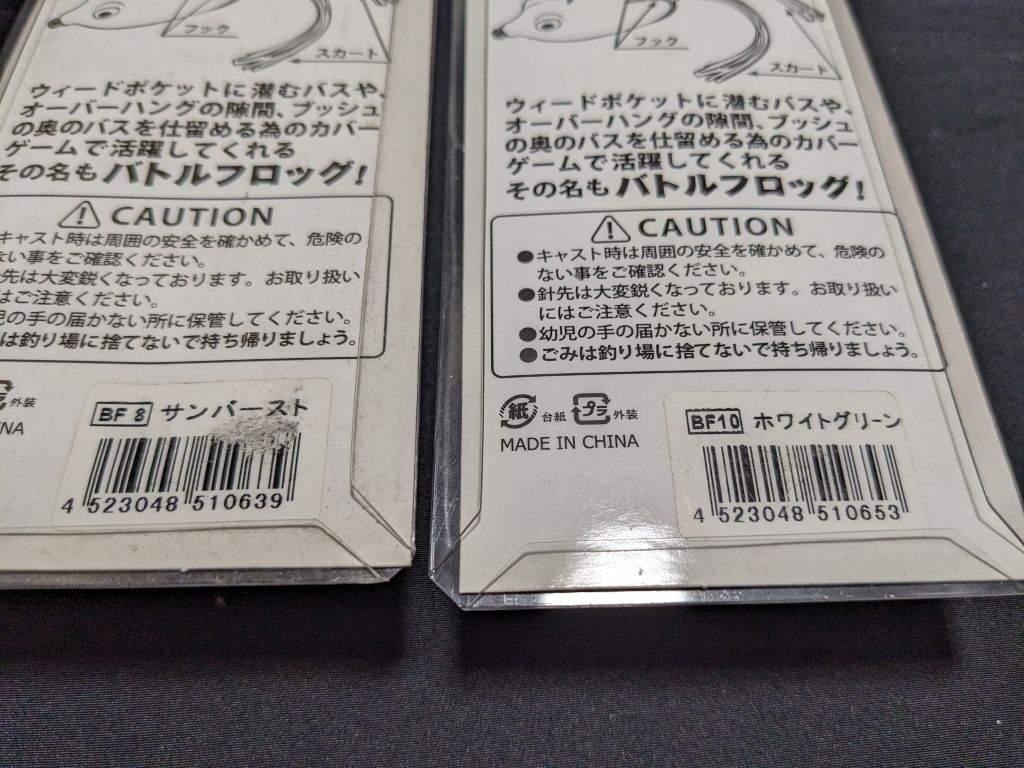 フック
スカート
ウィードポケットに潜むバスや、
オーバーハングの隙間、ブッシュ
の奥のバスを仕留める為のカバー
ゲームで活躍してくれる
その名もバトルフロッグ!
CAUTION
キャスト時は周囲の安全を確かめて、危険の
ない事をご確認ください。
先は大変鋭くなっております。お取り扱い
はご注意ください。
児の手の届かない所に保管してください。
は釣り場に捨てないで持ち帰りましょう。
外装
NA
BF 8 サンバースト
4 523048 510639
フック
スカート
ウィードポケットに潜むバスや、
オーバーハングの隙間、ブッシュ
の奥のバスを仕留める為のカバー
ゲームで活躍してくれる
その名もバトルフロッグ!
CAUTION
●キャスト時は周囲の安全を確かめて、危険の
ない事をご確認ください。
●針先は大変鋭くなっております。お取り扱い
にはご注意ください。
●幼児の手の届かない所に保管してください。
●ごみは釣り場に捨てないで持ち帰りましょう。
紙 台紙 プラ 外装
MADE IN CHINA
BF10 ホワイトグリーン
4 523048 510653